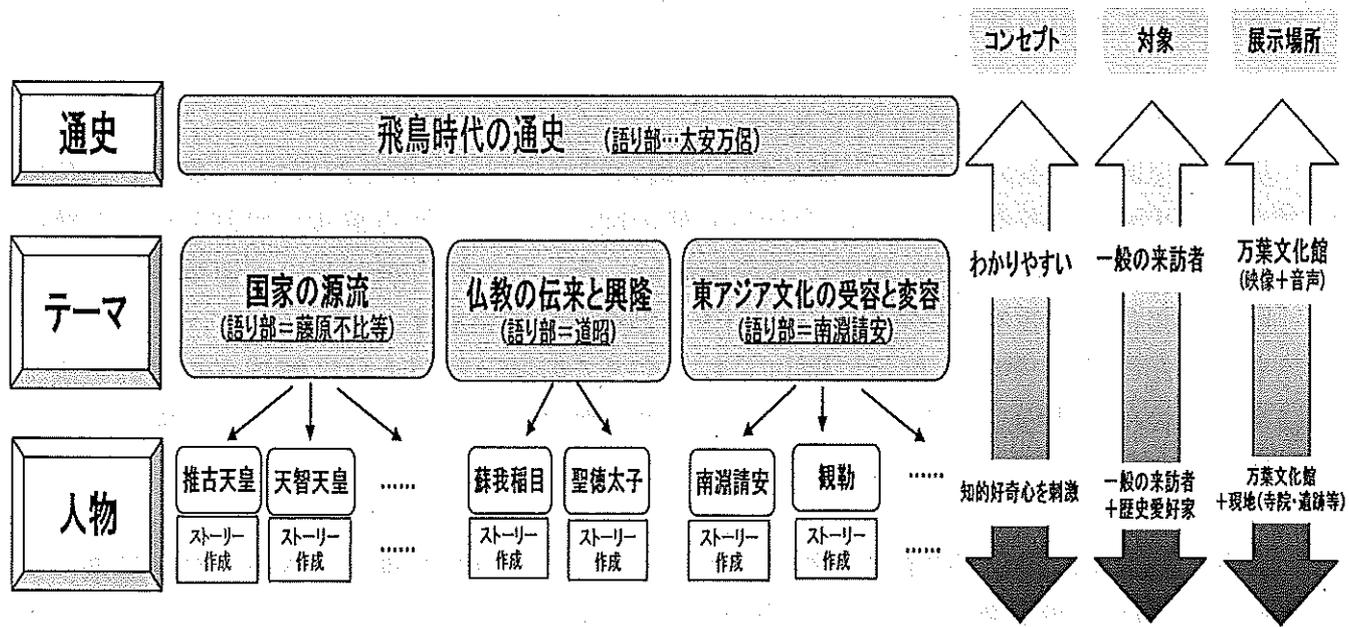 コンセプト
対象
展示場所
通史
飛鳥時代の通史 (語り部…太安万侶)
テーマ
国家の源流
(語り部=藤原不比等)
仏教の伝来と興隆
(語り部=道昭)
東アジア文化の受容と変容
(語り部=南淵請安)
わかりやすい
一般の来訪者
万葉文化館
(映像+音声)
人物
推古天皇
天智天皇
……
蘇我稲目
聖徳太子
南淵請安
観勒
……
ストーリー
作成
ストーリー
作成
……
ストーリー
作成
ストーリー
作成
ストーリー
作成
ストーリー
作成
……
知的好奇心を刺激
一般の来訪者
+歴史愛好家
万葉文化館
+現地(寺院・遺跡等)